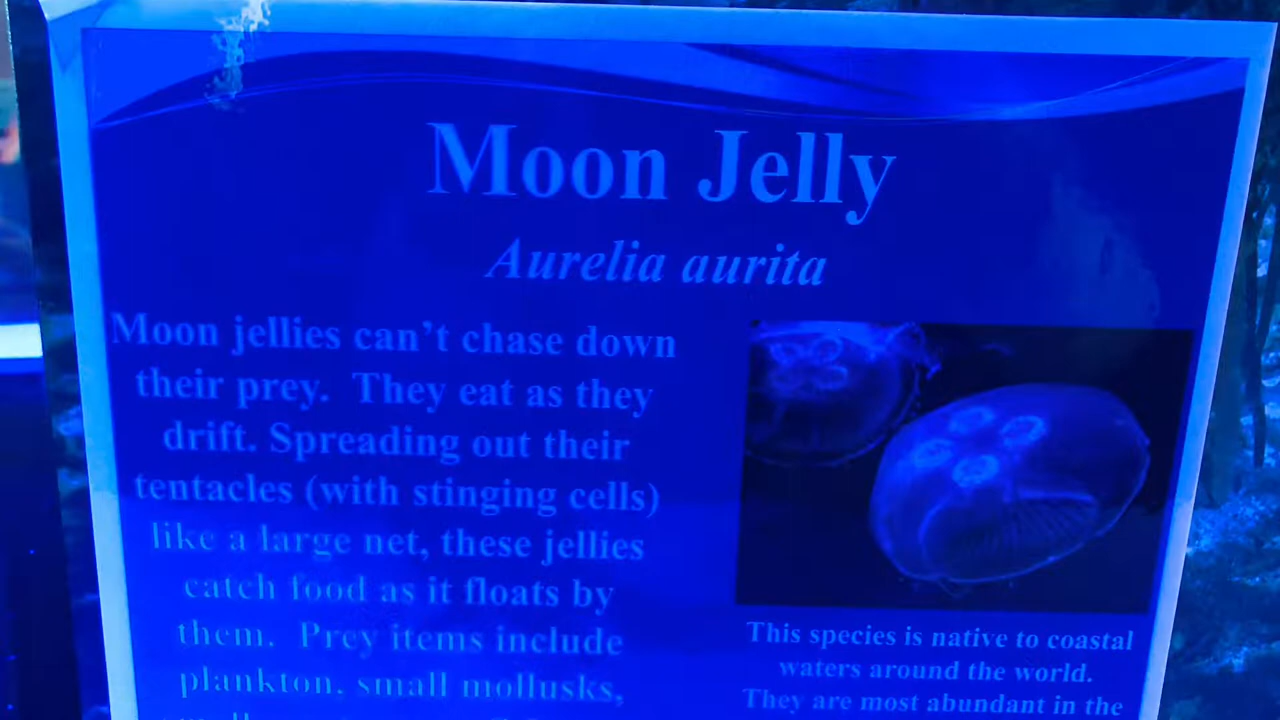 Moon Jelly
Aurelia aurita
Moon jellies can't chase down
their prey.  They eat as they
drift. Spreading out their
tentacles (with stinging cells)
like a large net, these jellies
catch food as it floats by
them.  Prey items include
plankton, small mollusks,
This species is native to coastal
waters around the world.
They are most abundant in the